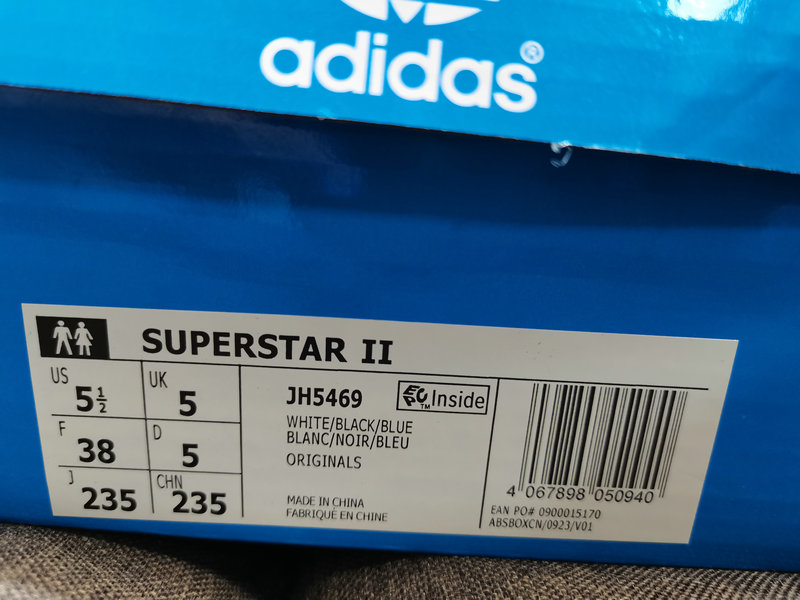 adidas®
SUPERSTAR II
US 5½
UK 5
F 38
D 5
J 235
CHN 235
JH5469
™ Inside
WHITE/BLACK/BLUE
BLANC/NOIR/BLEU
ORIGINALS
MADE IN CHINA
FABRIQUÉ EN CHINE
4 067898 050940
EAN PO# 0900015170
ABSBOXCN/0923/V01